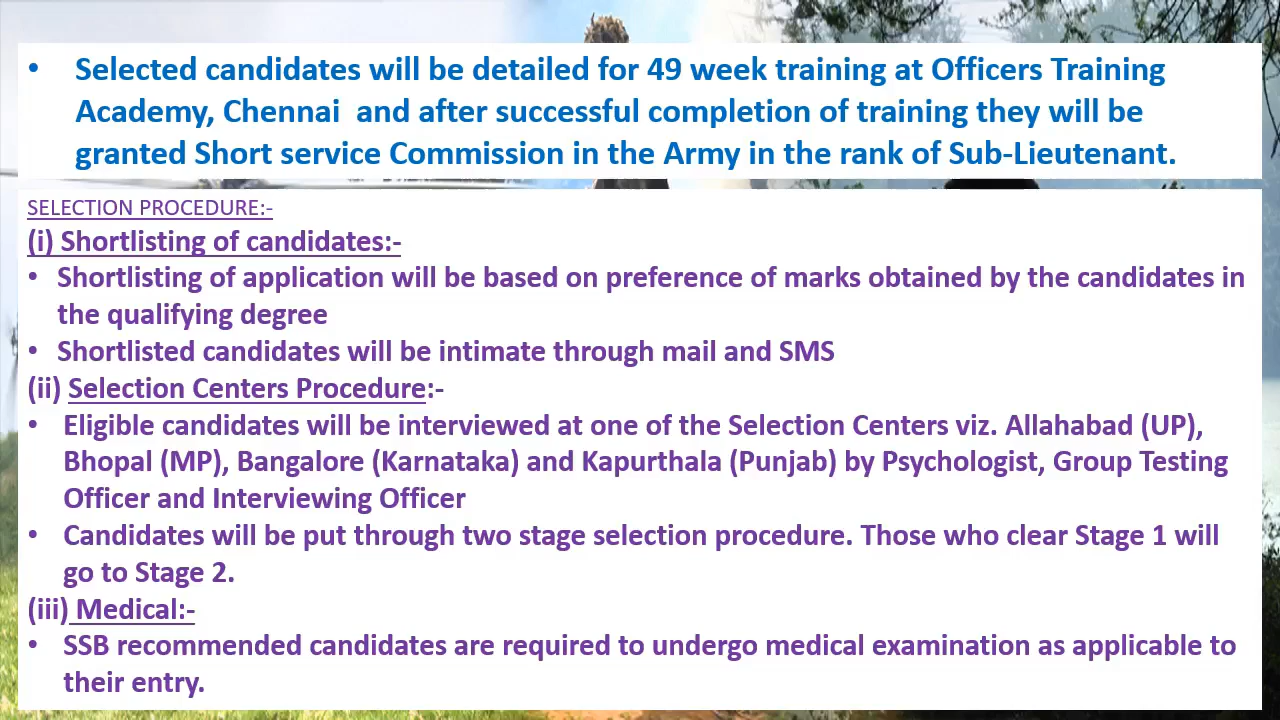 • Selected candidates will be detailed for 49 week training at Officers Training
Academy, Chennai  and after successful completion of training they will be
granted Short service Commission in the Army in the rank of Sub-Lieutenant.
SELECTION PROCEDURE:-
(i) Shortlisting of candidates:-
• Shortlisting of application will be based on preference of marks obtained by the candidates in
the qualifying degree
• Shortlisted candidates will be intimate through mail and SMS
(ii) Selection Centers Procedure:-
• Eligible candidates will be interviewed at one of the Selection Centers viz. Allahabad (UP),
Bhopal (MP), Bangalore (Karnataka) and Kapurthala (Punjab) by Psychologist, Group Testing
Officer and Interviewing Officer
• Candidates will be put through two stage selection procedure. Those who clear Stage 1 will
go to Stage 2.
(iii) Medical:-
• SSB recommended candidates are required to undergo medical examination as applicable to
their entry.